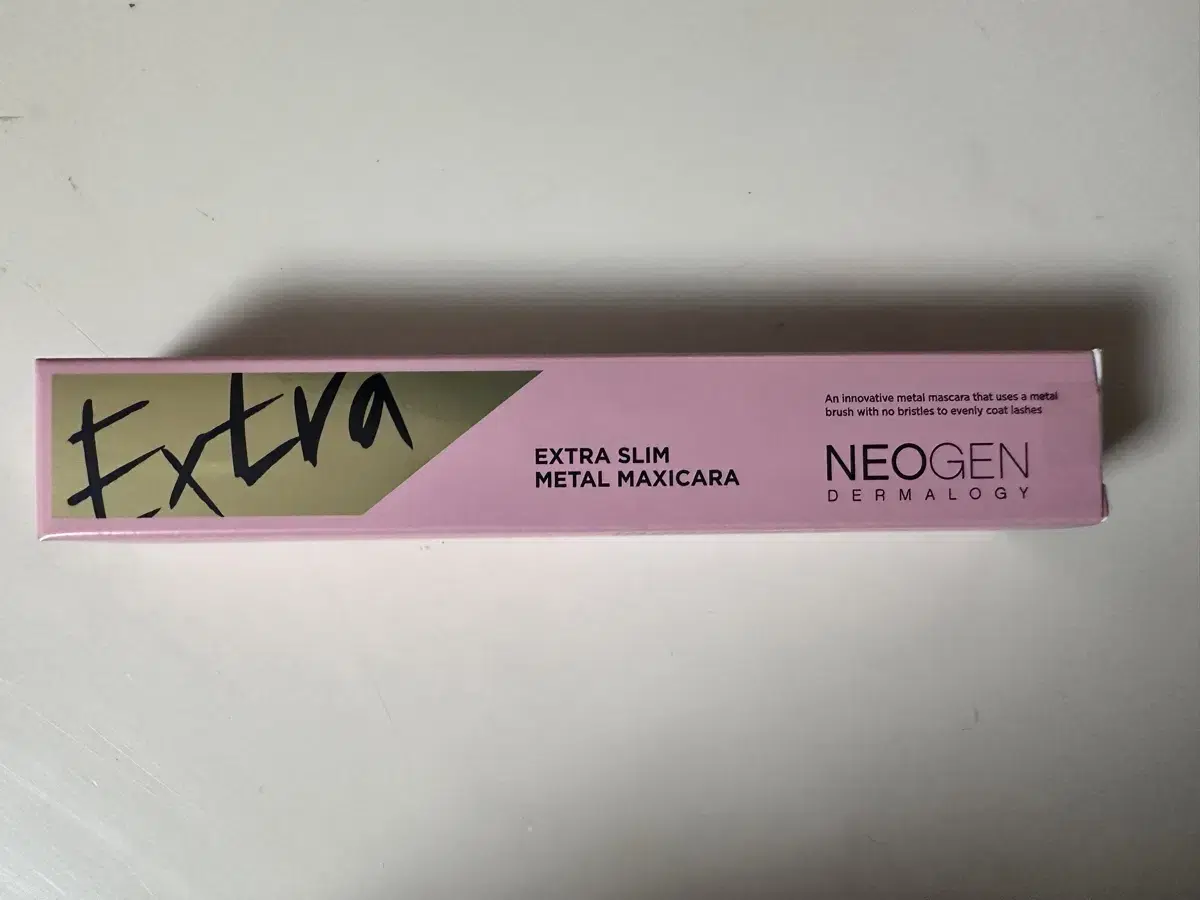 Extra
EXTRA SLIM
METAL MAXICARA
An innovative metal mascara that uses a metal
brush with no bristles to evenly coat lashes
NEOGEN
DERMALOGY